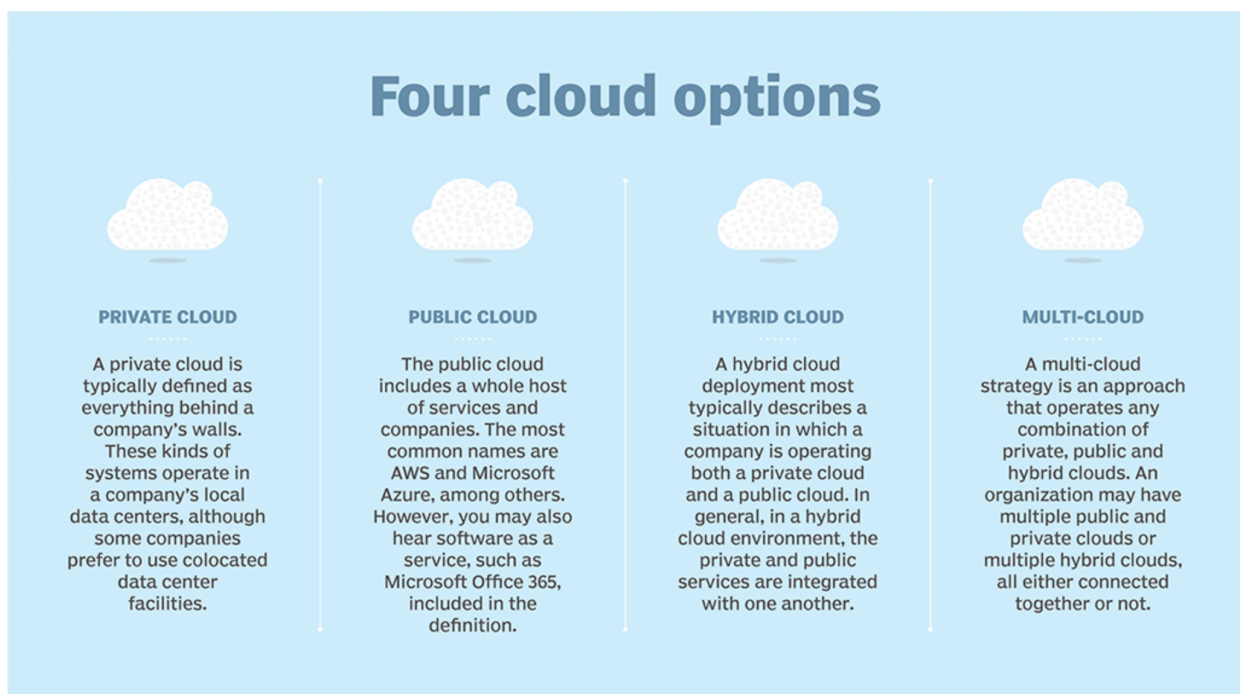 Four cloud options
PRIVATE CLOUD
A private cloud is
typically defined as
everything behind a
company's walls.
These kinds of
systems operate in
a company's local
data centers, although
some companies
prefer to use colocated
data center
facilities.
PUBLIC CLOUD
The public cloud
includes a whole host
of services and
companies. The most
common names are
AWS and Microsoft
Azure, among others.
However, you may also
hear software as a
service, such as
Microsoft Office 365,
included in the
definition.
HYBRID CLOUD
A hybrid cloud
deployment most
typically describes a
situation in which a
company is operating
both a private cloud
and a public cloud. In
general, in a hybrid
cloud environment, the
private and public
services are integrated
with one another.
MULTI-CLOUD
A multi-cloud
strategy is an approach
that operates any
combination of
private, public and
hybrid clouds. An
organization may have
multiple public and
private clouds or
multiple hybrid clouds,
all either connected
together or not.